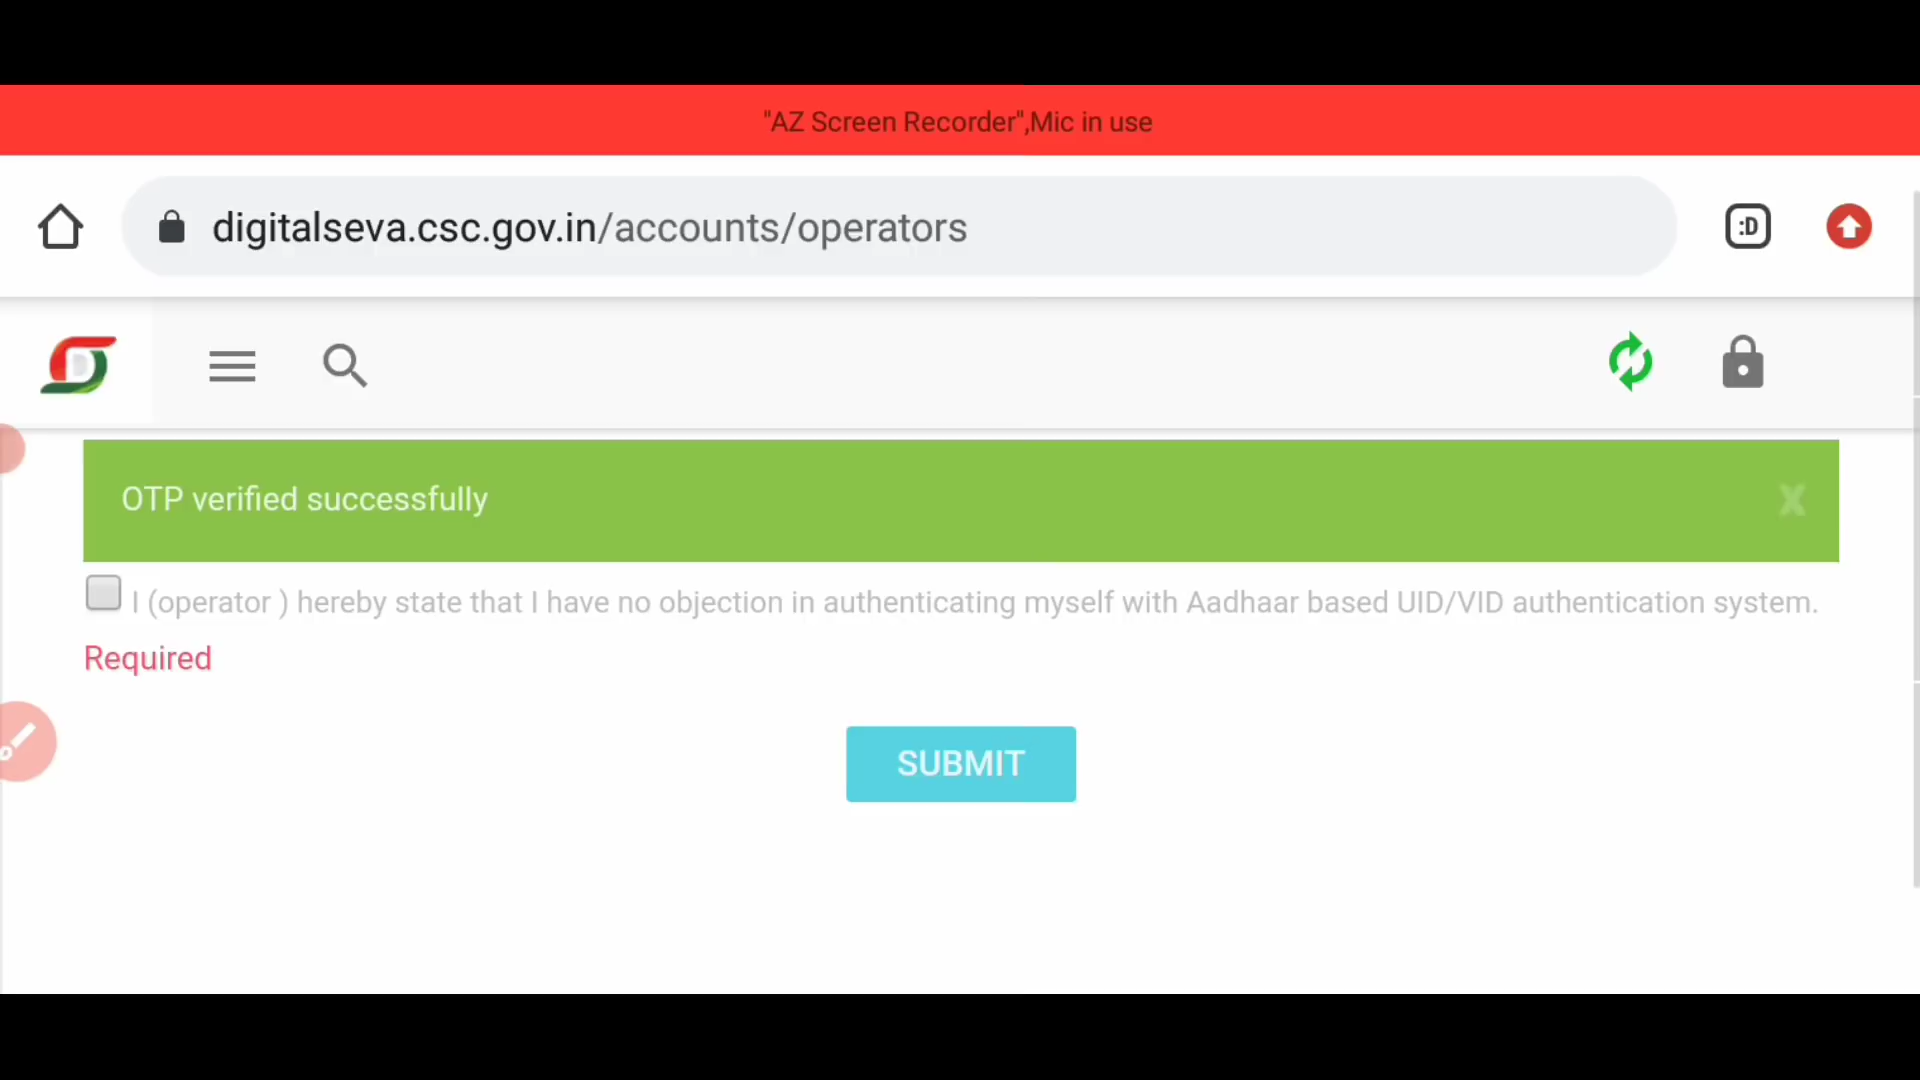 "AZ Screen Recorder",Mic in use
digitalseva.csc.gov.in/accounts/operators
:D
D
OTP verified successfully
X
I (operator ) hereby state that I have no objection in authenticating myself with Aadhaar based UID/VID authentication system.
Required
SUBMIT